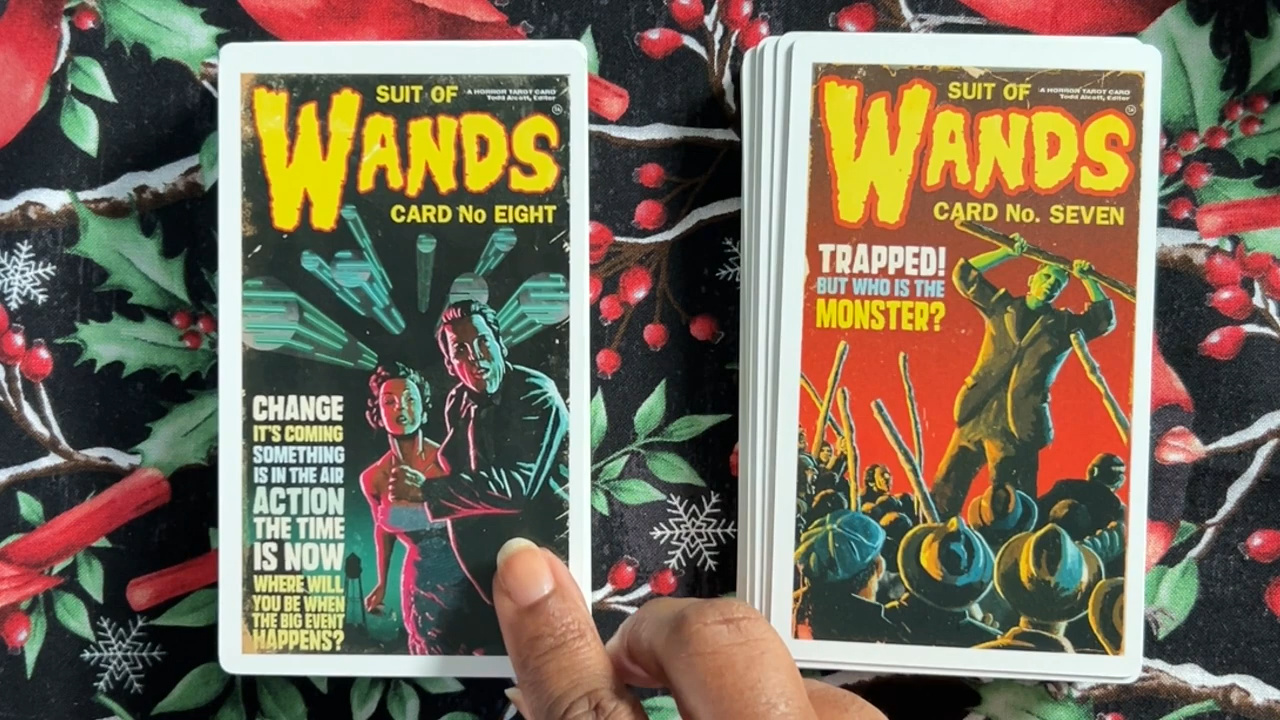 SUIT OF
A HORROR TAROT CARD
Todd Alcott, Editor
WANDS
CARD No EIGHT
CHANGE
IT'S COMING
SOMETHING
IS IN THE AIR
ACTION
THE TIME
IS NOW
WHERE WILL
YOU BE WHEN
THE BIG EVENT
HAPPENS?
SUIT OF
A HORROR TAROT CARD
Todd Alcott, Editor
WANDS
CARD No. SEVEN
TRAPPED!
BUT WHO IS THE
MONSTER?